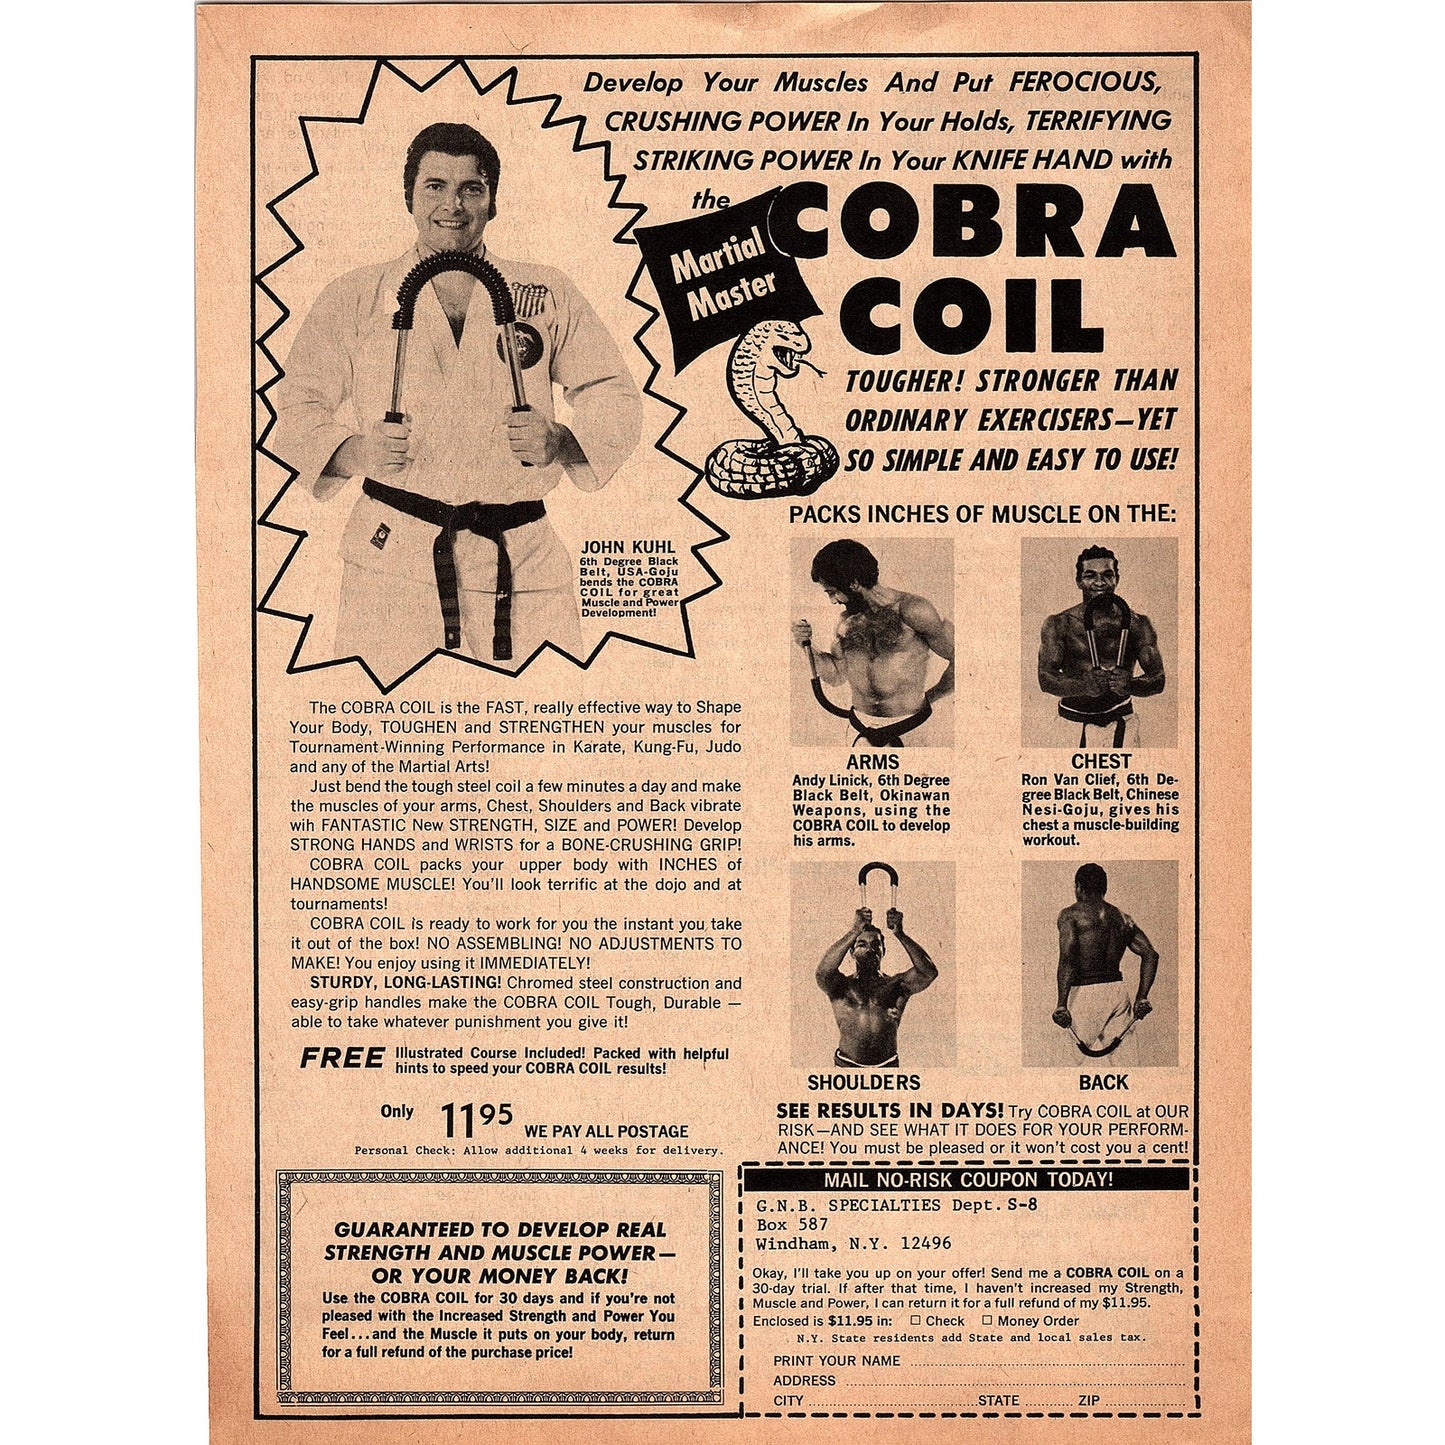 Develop Your Muscles And Put FEROCIOUS,
CRUSHING POWER In Your Holds, TERRIFYING
STRIKING POWER In Your KNIFE HAND with
the
Martial
Master
COBRA
COIL
TOUGHER! STRONGER THAN
ORDINARY EXERCISERS—YET
SO SIMPLE AND EASY TO USE!
JOHN KUHL
6th Degree Black
Belt, USA-Goju
bends the COBRA
COIL for great
Muscle and Power
Development!
The COBRA COIL is the FAST, really effective way to Shape
Your Body, TOUGHEN and STRENGTHEN your muscles for
Tournament-Winning Performance in Karate, Kung-Fu, Judo
and any of the Martial Arts!
Just bend the tough steel coil a few minutes a day and make
the muscles of your arms, Chest, Shoulders and Back vibrate
wih FANTASTIC New STRENGTH, SIZE and POWER! Develop
STRONG HANDS and WRISTS for a BONE-CRUSHING GRIP!
COBRA COIL packs your upper body with INCHES of
HANDSOME MUSCLE! You'll look terrific at the dojo and at
tournaments!
COBRA COIL is ready to work for you the instant you take
it out of the box! NO ASSEMBLING! NO ADJUSTMENTS TO
MAKE! You enjoy using it IMMEDIATELY!
STURDY, LONG-LASTING! Chromed steel construction and
easy-grip handles make the COBRA COIL Tough, Durable —
able to take whatever punishment you give it!
FREE Illustrated Course Included! Packed with helpful
hints to speed your COBRA COIL results!
Only 11 95 WE PAY ALL POSTAGE
Personal Check: Allow additional 4 weeks for delivery.
GUARANTEED TO DEVELOP REAL
STRENGTH AND MUSCLE POWER—
OR YOUR MONEY BACK!
Use the COBRA COIL for 30 days and if you're not
pleased with the Increased Strength and Power You
Feel...and the Muscle it puts on your body, return
for a full refund of the purchase price!
PACKS INCHES OF MUSCLE ON THE:
ARMS
Andy Linick, 6th Degree
Black Belt, Okinawan
Weapons, using the
COBRA COIL to develop
his arms.
CHEST
Ron Van Clief, 6th De-
gree Black Belt, Chinese
Nesi-Goju, gives his
chest a muscle-building
workout.
SHOULDERS
BACK
SEE RESULTS IN DAYS! Try COBRA COIL at OUR
RISK—AND SEE WHAT IT DOES FOR YOUR PERFORM-
ANCE! You must be pleased or it won't cost you a cent!
MAIL NO-RISK COUPON TODAY!
G.N.B. SPECIALTIES Dept. S-8
Box 587
Windham, N.Y. 12496
Okay, I'll take you up on your offer! Send me a COBRA COIL on a
30-day trial. If after that time, I haven't increased my Strength,
Muscle and Power, I can return it for a full refund of my $11.95.
Enclosed is $11.95 in: ☐ Check ☐ Money Order
N.Y. State residents add State and local sales tax.
PRINT YOUR NAME
ADDRESS
CITY STATE ZIP